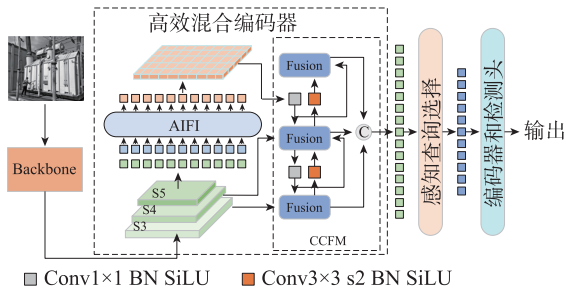 高效混合编码器
Fusion
AIFI
Fusion
C
Backbone
S5
S4
S3
Fusion
CCFM
感知查询选择
编码器和检测头
输出
Conv1×1 BN SiLU
Conv3×3 s2 BN SiLU